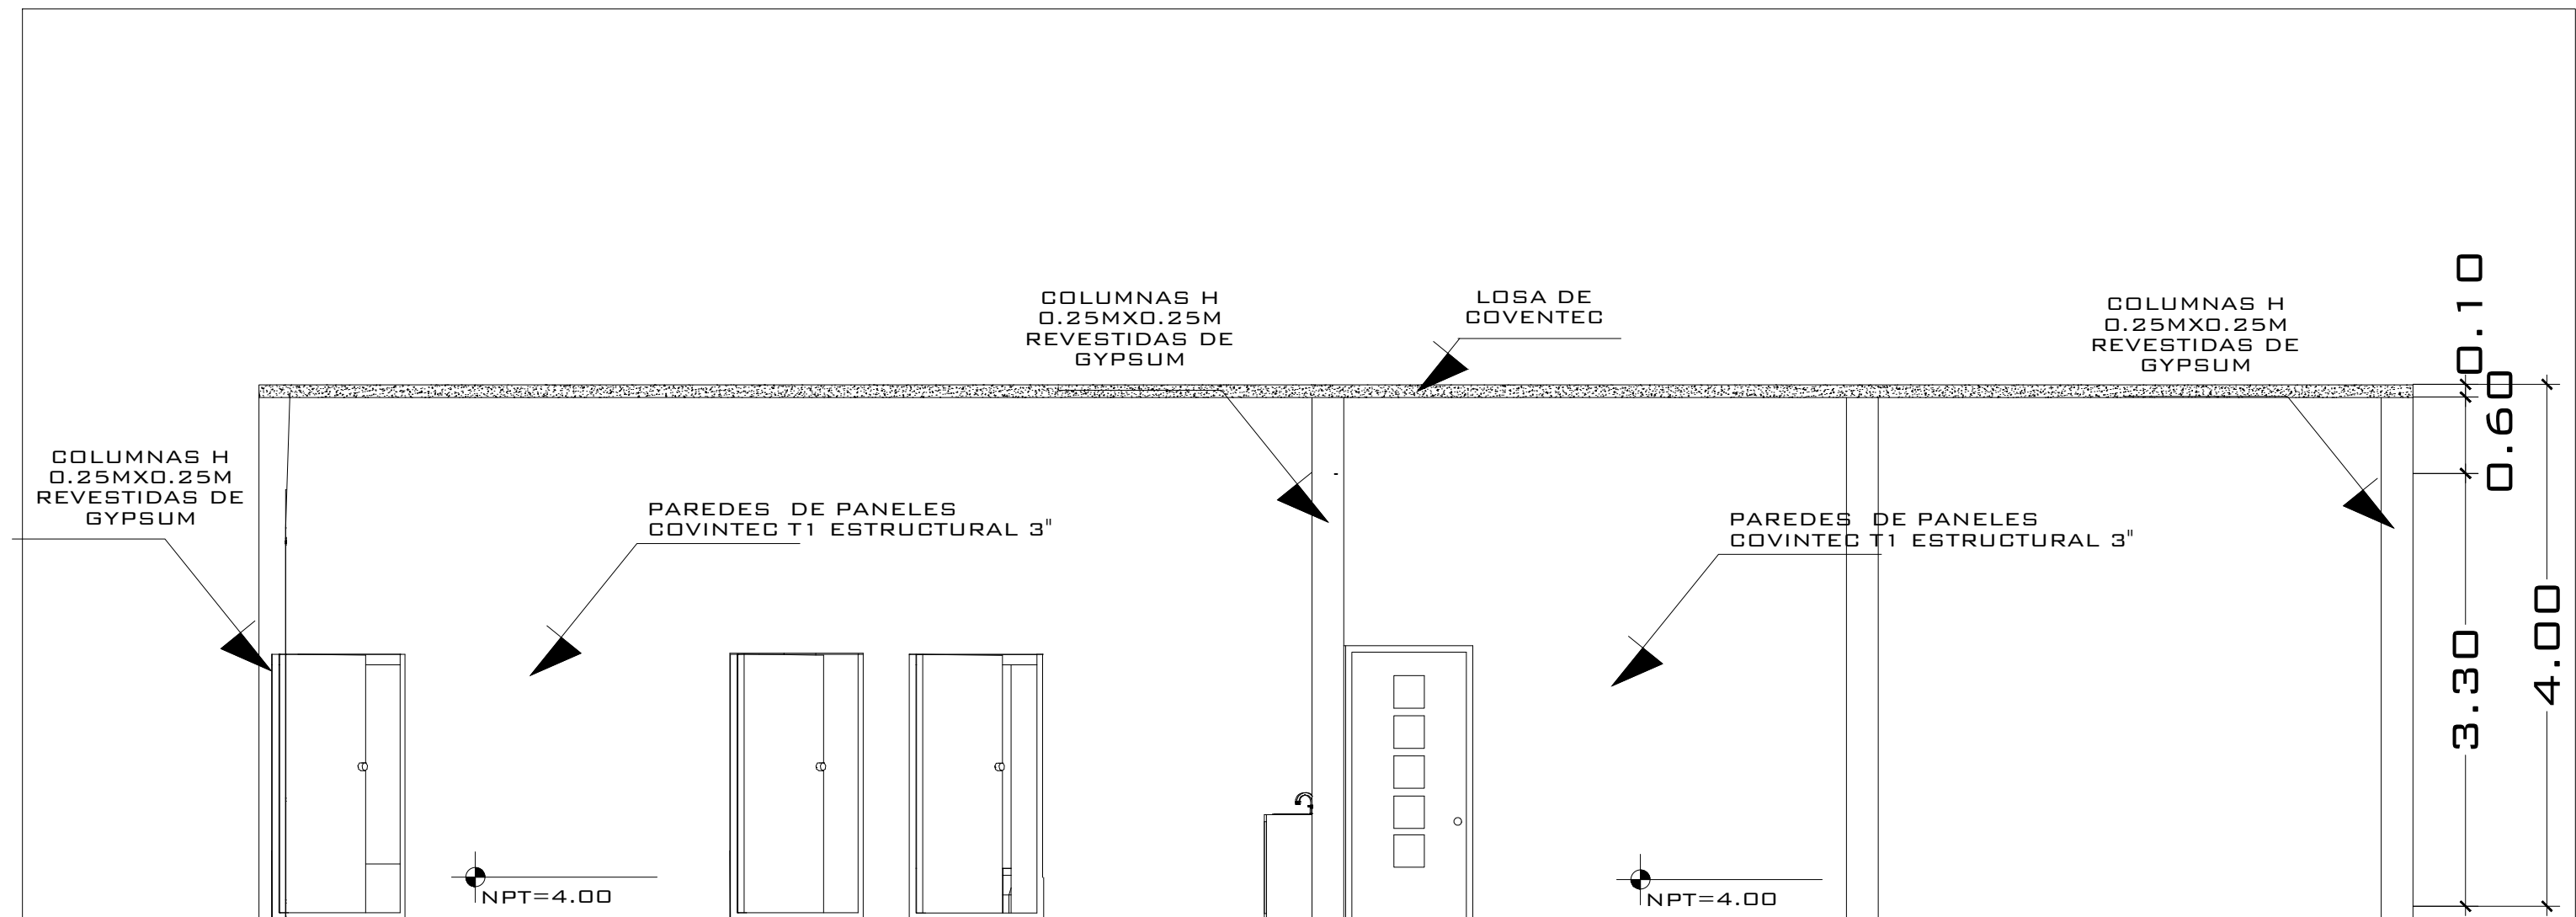 COLUMNAS H
0.25MX0.25M
REVESTIDAS DE
GYPSUM
LOSA DE
COVENTEC
COLUMNAS H
0.25MX0.25M
REVESTIDAS DE
GYPSUM
0.10
0.60
COLUMNAS H
0.25MX0.25M
REVESTIDAS DE
GYPSUM
PAREDES DE PANELES
COVINTEC T1 ESTRUCTURAL 3"
PAREDES DE PANELES
COVINTEC T1 ESTRUCTURAL 3"
3.30
4.00
NPT=4.00
NPT=4.00